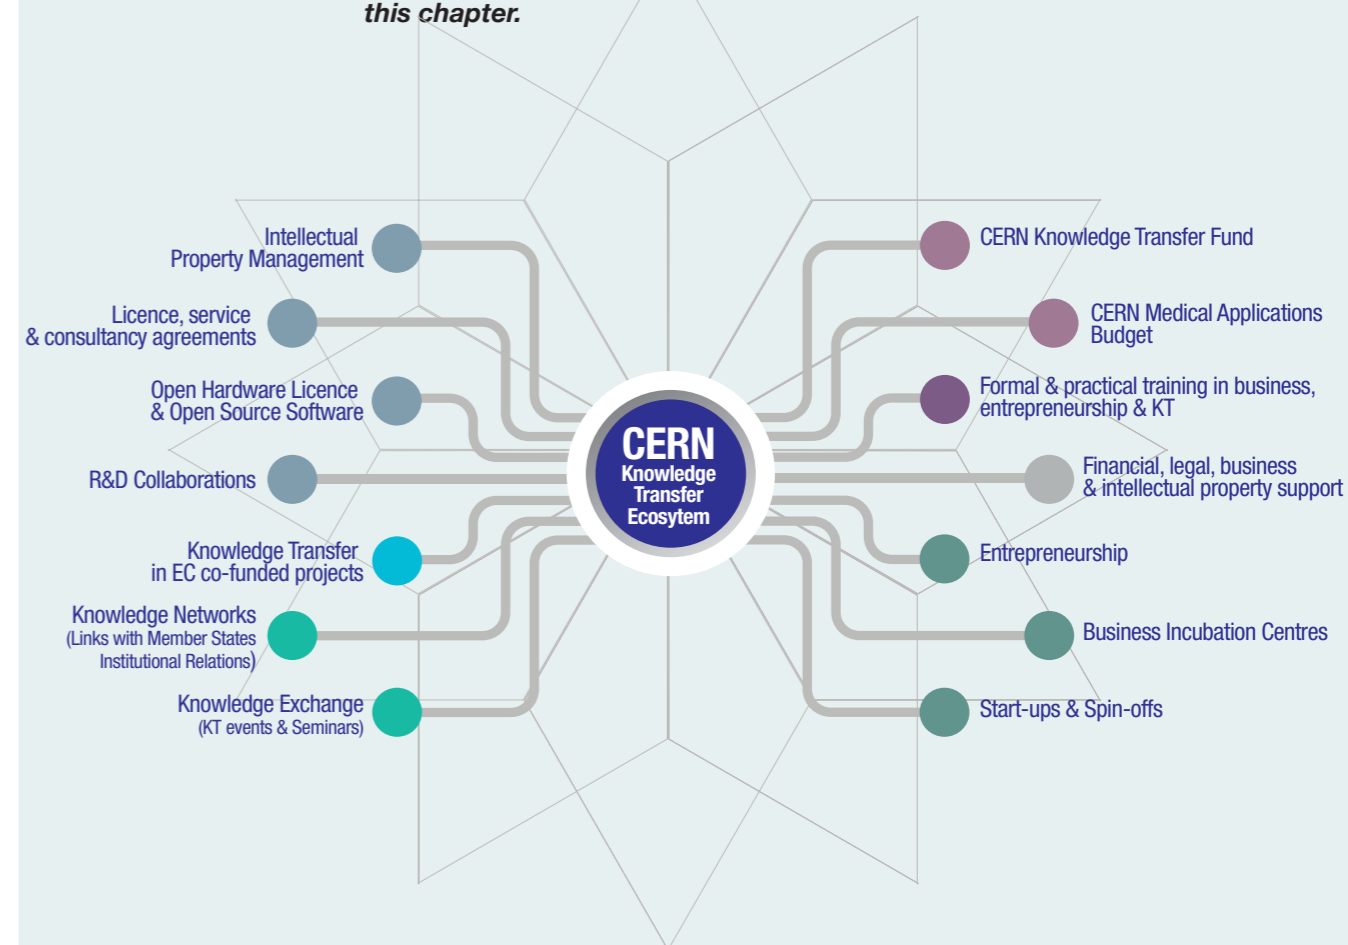 this chapter.
Intellectual
Property Management
Licence, service
& consultancy agreements
Open Hardware Licence
& Open Source Software
R&D Collaborations
Knowledge Transfer
in EC co-funded projects
Knowledge Networks
(Links with Member States
Institutional Relations)
Knowledge Exchange
(KT events & Seminars)
CERN
Knowledge
Transfer
Ecosytem
CERN Knowledge Transfer Fund
CERN Medical Applications
Budget
Formal & practical training in business,
entrepreneurship & KT
Financial, legal, business
& intellectual property support
Entrepreneurship
Business Incubation Centres
Start-ups & Spin-offs